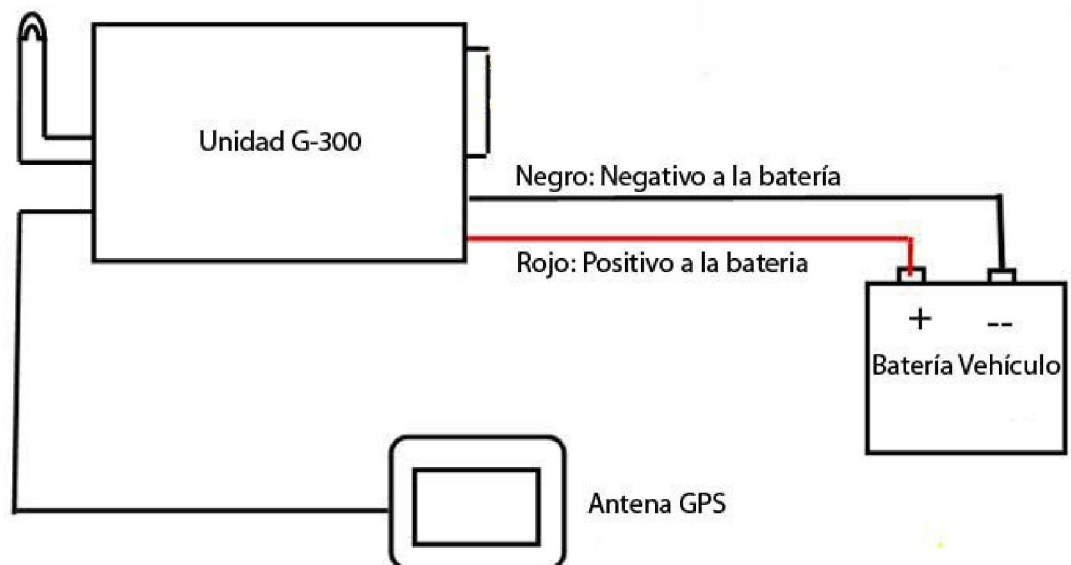 Unidad G-300
Negro: Negativo a la batería
Rojo: Positivo a la bateria
+ --
Batería Vehículo
Antena GPS